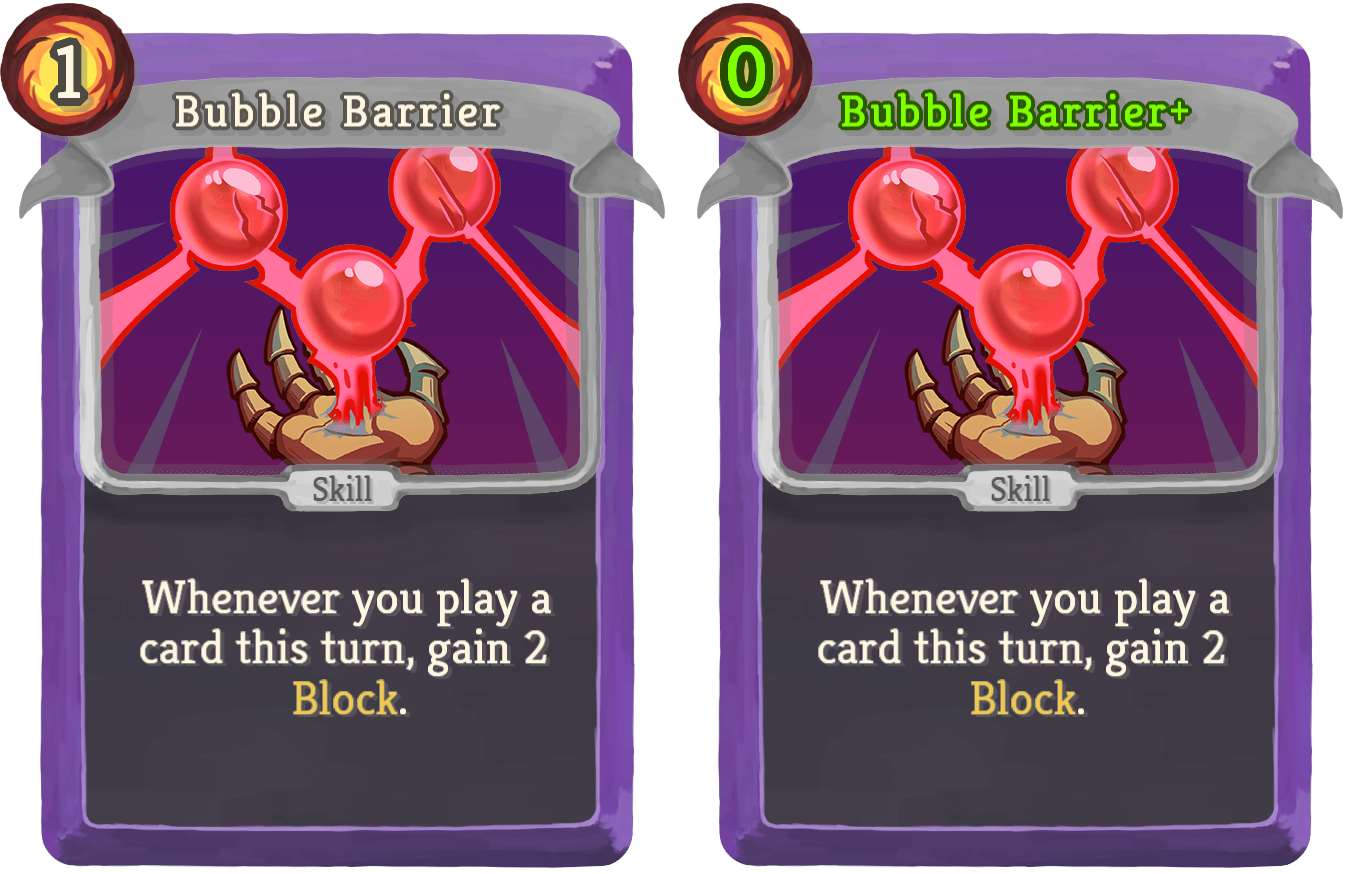 1
Bubble Barrier
Skill
Whenever you play a
card this turn, gain 2
Block.
0
Bubble Barrier+
Skill
Whenever you play a
card this turn, gain 2
Block.